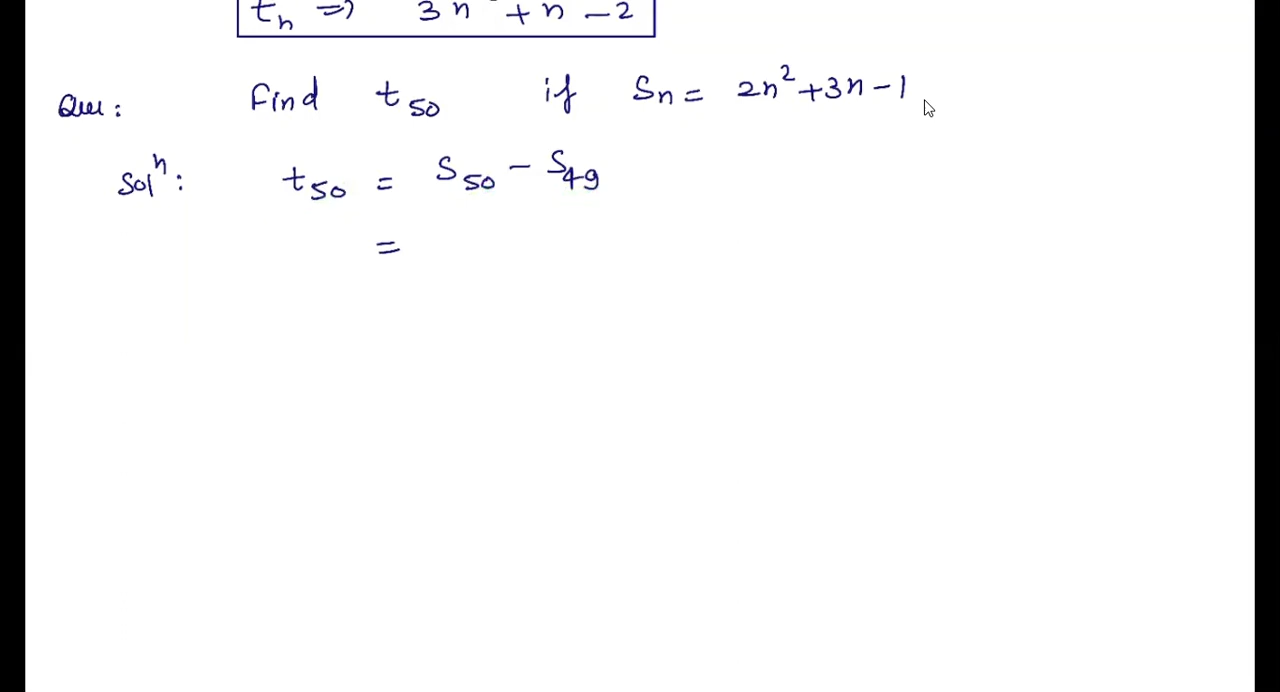 tₙ ⇒ 3n +n −2
Que: Find t₅₀ if Sn = 2n²+3n−1
Solⁿ: t₅₀ = S₅₀ − S₄₉
=